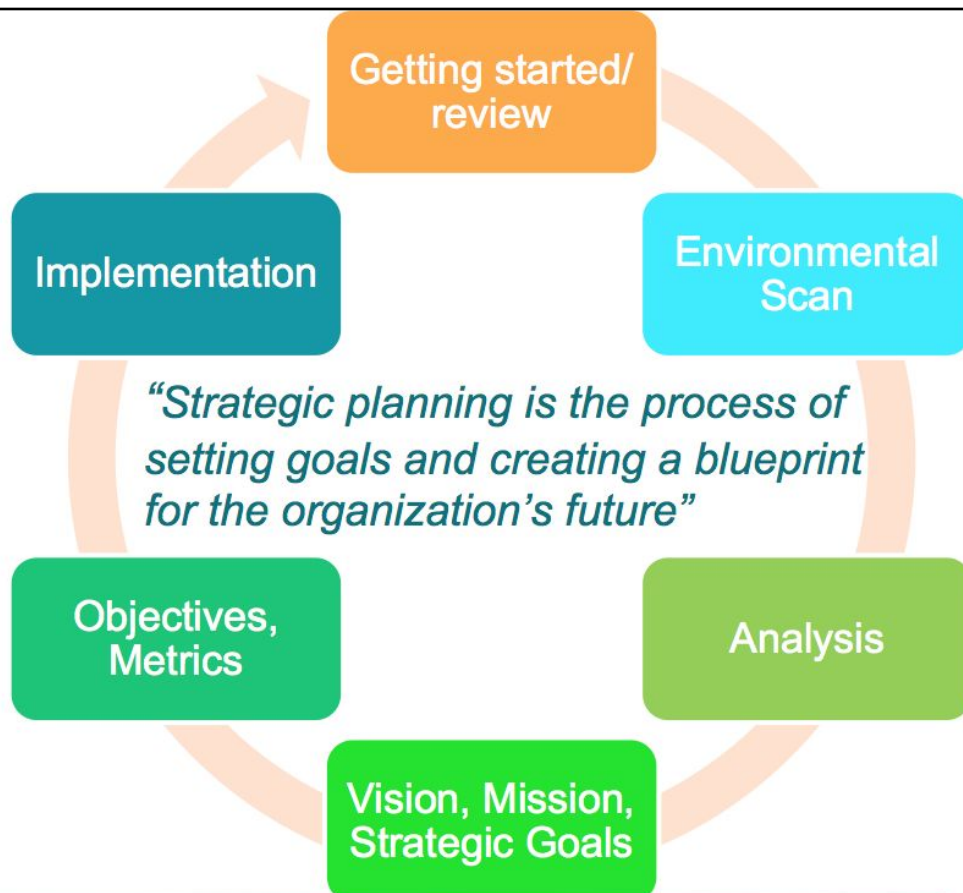 Getting started/
review
Environmental
Scan
Analysis
Vision, Mission,
Strategic Goals
Objectives,
Metrics
Implementation
“Strategic planning is the process of
setting goals and creating a blueprint
for the organization’s future”